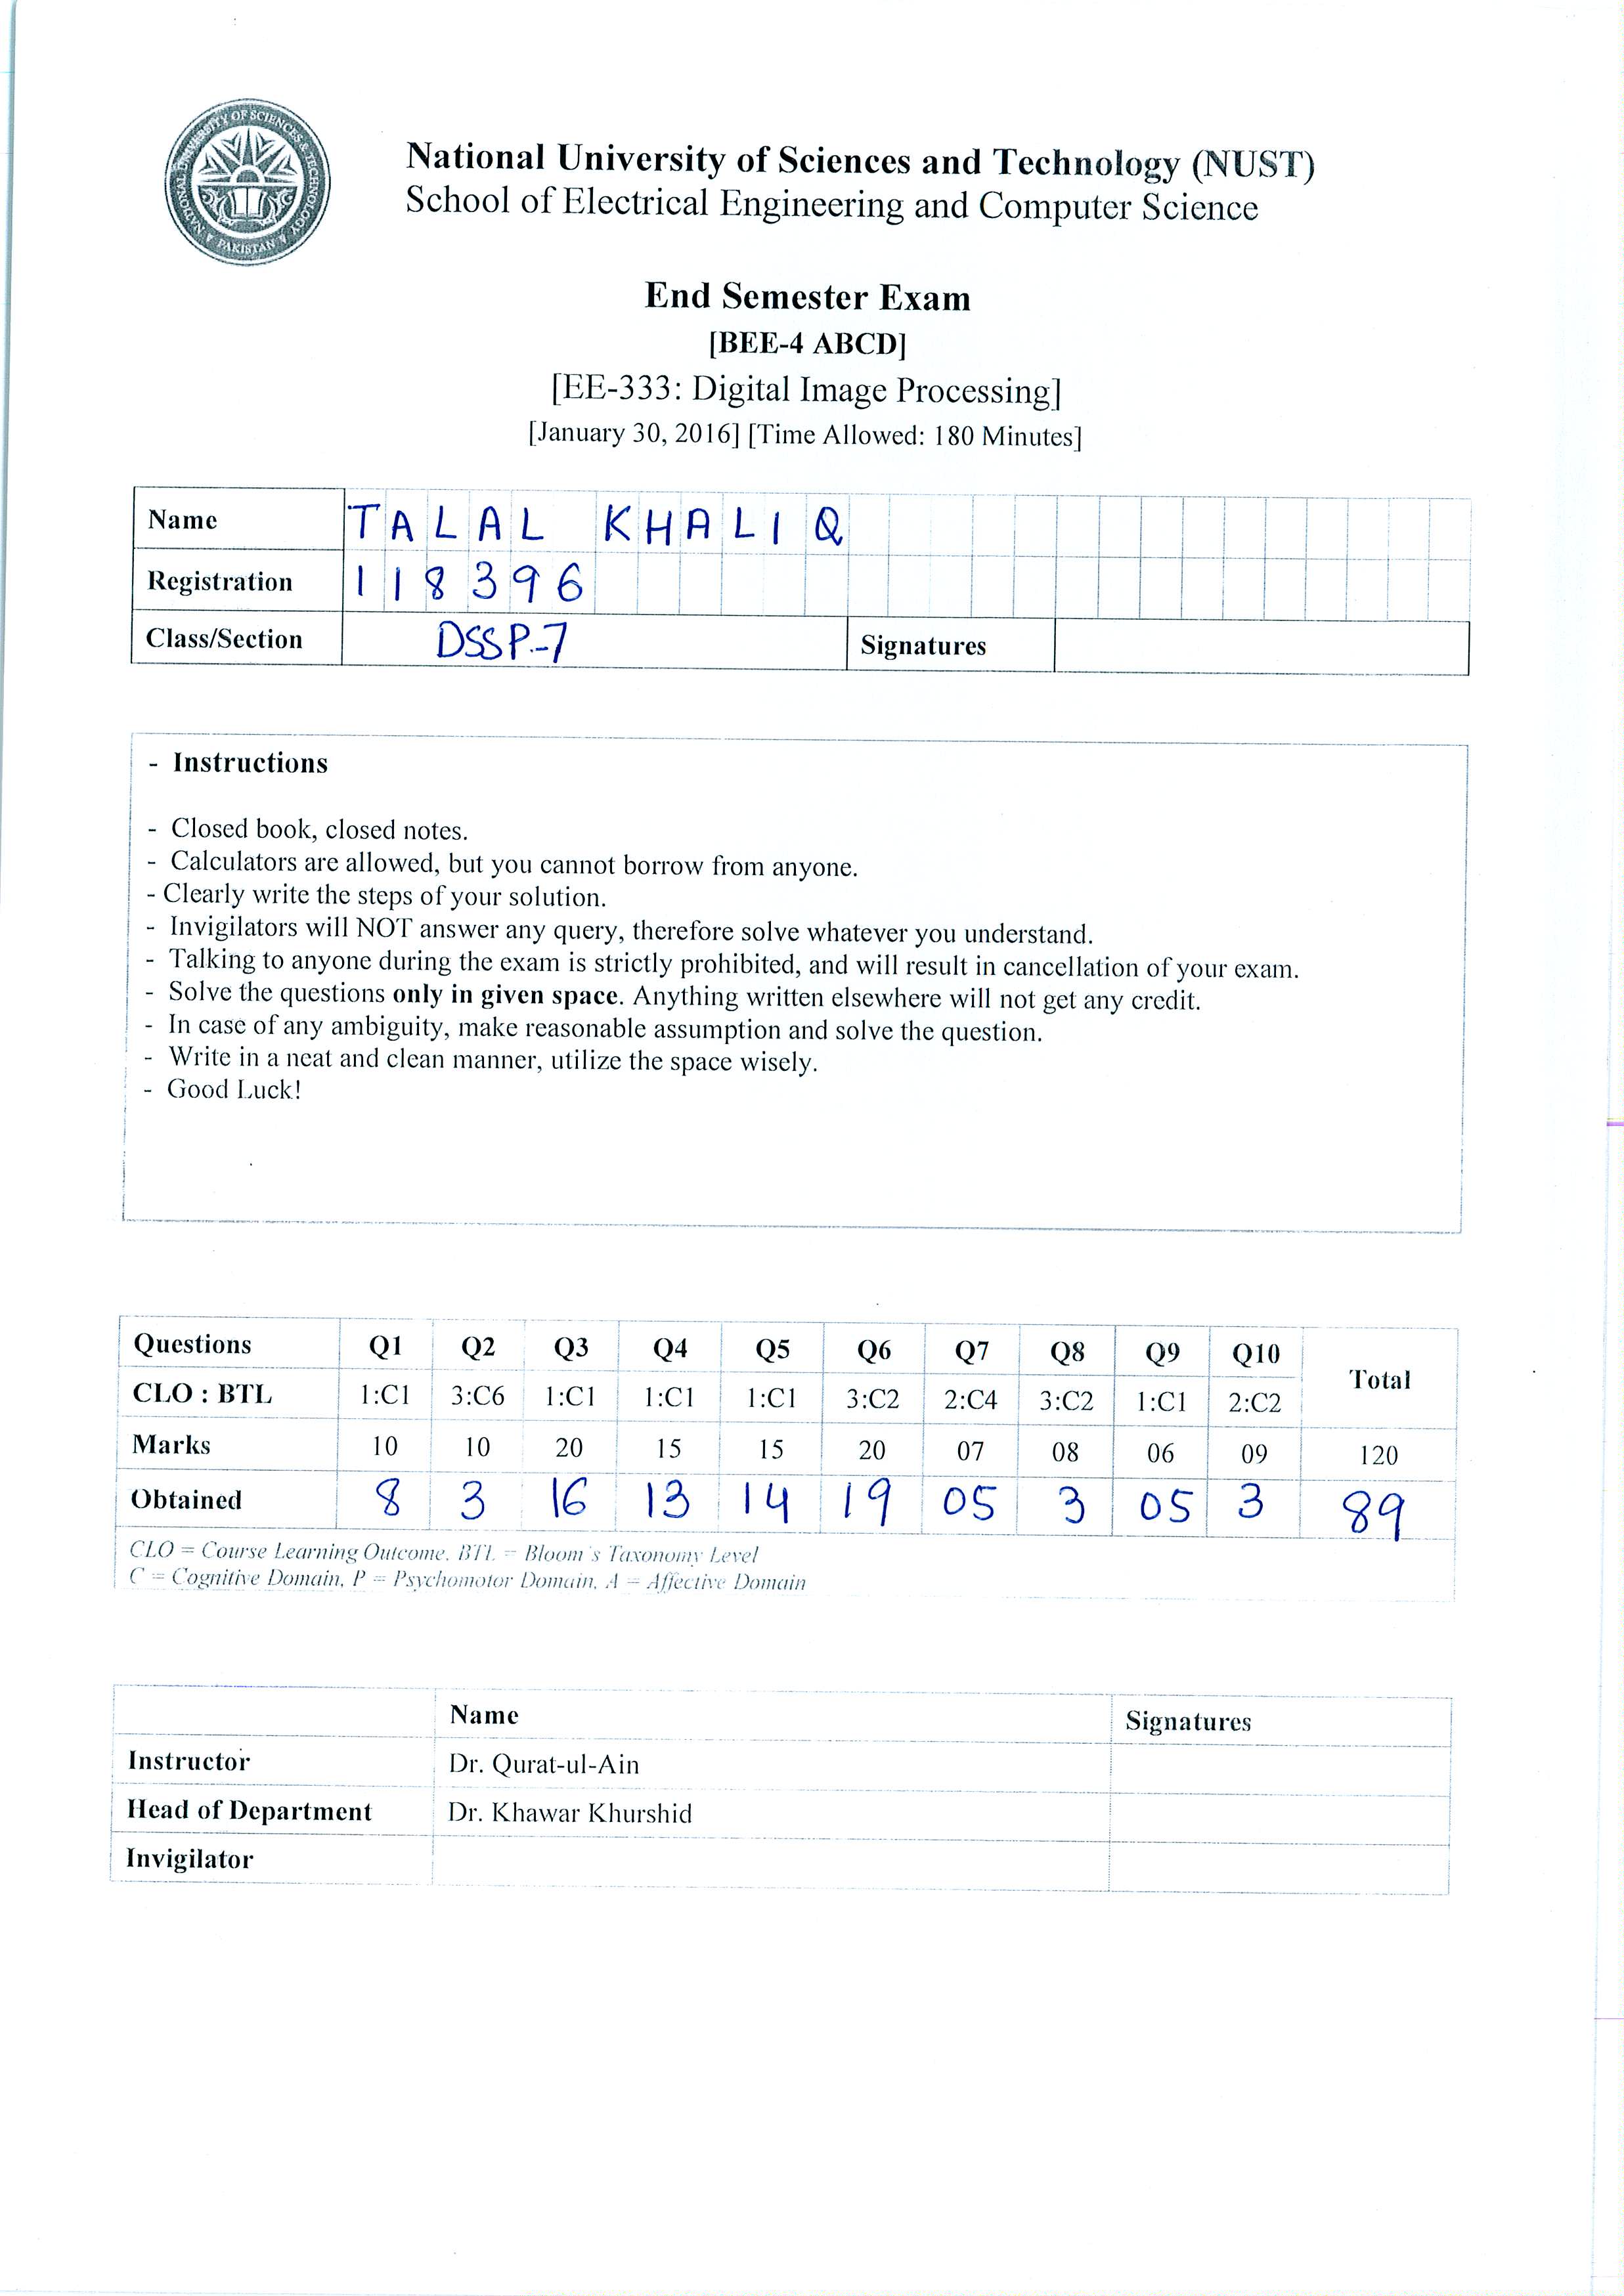 NATIONAL UNIVERSITY OF SCIENCES & TECHNOLOGY
PAKISTAN
National University of Sciences and Technology (NUST)
School of Electrical Engineering and Computer Science
End Semester Exam
[BEE-4 ABCD]
[EE-333: Digital Image Processing]
[January 30, 2016] [Time Allowed: 180 Minutes]
Name TALAL KHALIQ
Registration 118396
Class/Section DSSP-7 Signatures
- Instructions
- Closed book, closed notes.
- Calculators are allowed, but you cannot borrow from anyone.
- Clearly write the steps of your solution.
- Invigilators will NOT answer any query, therefore solve whatever you understand.
- Talking to anyone during the exam is strictly prohibited, and will result in cancellation of your exam.
- Solve the questions only in given space. Anything written elsewhere will not get any credit.
- In case of any ambiguity, make reasonable assumption and solve the question.
- Write in a neat and clean manner, utilize the space wisely.
- Good Luck!
Questions Q1 Q2 Q3 Q4 Q5 Q6 Q7 Q8 Q9 Q10 Total
CLO : BTL 1:C1 3:C6 1:C1 1:C1 1:C1 3:C2 2:C4 3:C2 1:C1 2:C2
Marks 10 10 20 15 15 20 07 08 06 09 120
Obtained 8 3 16 13 14 19 05 3 05 3 89
CLO = Course Learning Outcome, BTL = Bloom's Taxonomy Level
C = Cognitive Domain, P = Psychomotor Domain, A = Affective Domain
Name Signatures
Instructor Dr. Qurat-ul-Ain
Head of Department Dr. Khawar Khurshid
Invigilator